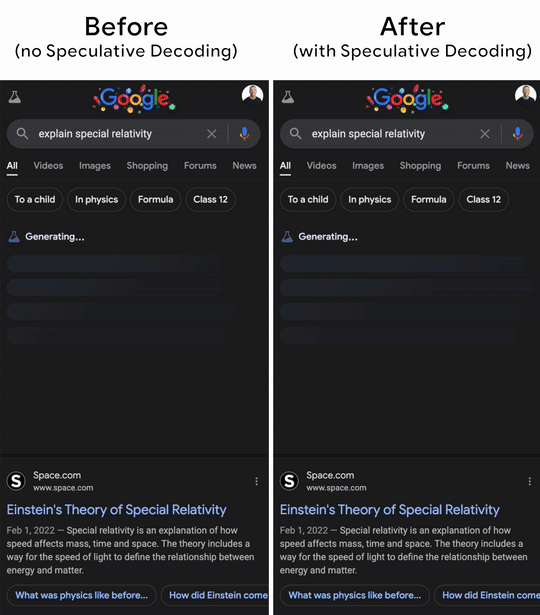 Before
(no Speculative Decoding)
Google
explain special relativity
All Videos Images Shopping Forums News
To a child In physics Formula Class 12
Generating...
S
Space.com
www.space.com
Einstein's Theory of Special Relativity
Feb 1, 2022 — Special relativity is an explanation of how
speed affects mass, time and space. The theory includes a
way for the speed of light to define the relationship between
energy and matter.
What was physics like before... How did Einstein
After
(with Speculative Decoding)
Google
explain special relativity
All Videos Images Shopping Forums News
To a child In physics Formula Class 12
Generating...
S
Space.com
www.space.com
Einstein's Theory of Special Relativity
Feb 1, 2022 — Special relativity is an explanation of how
speed affects mass, time and space. The theory includes a
way for the speed of light to define the relationship between
energy and matter.
What was physics like before... How did Einstein come